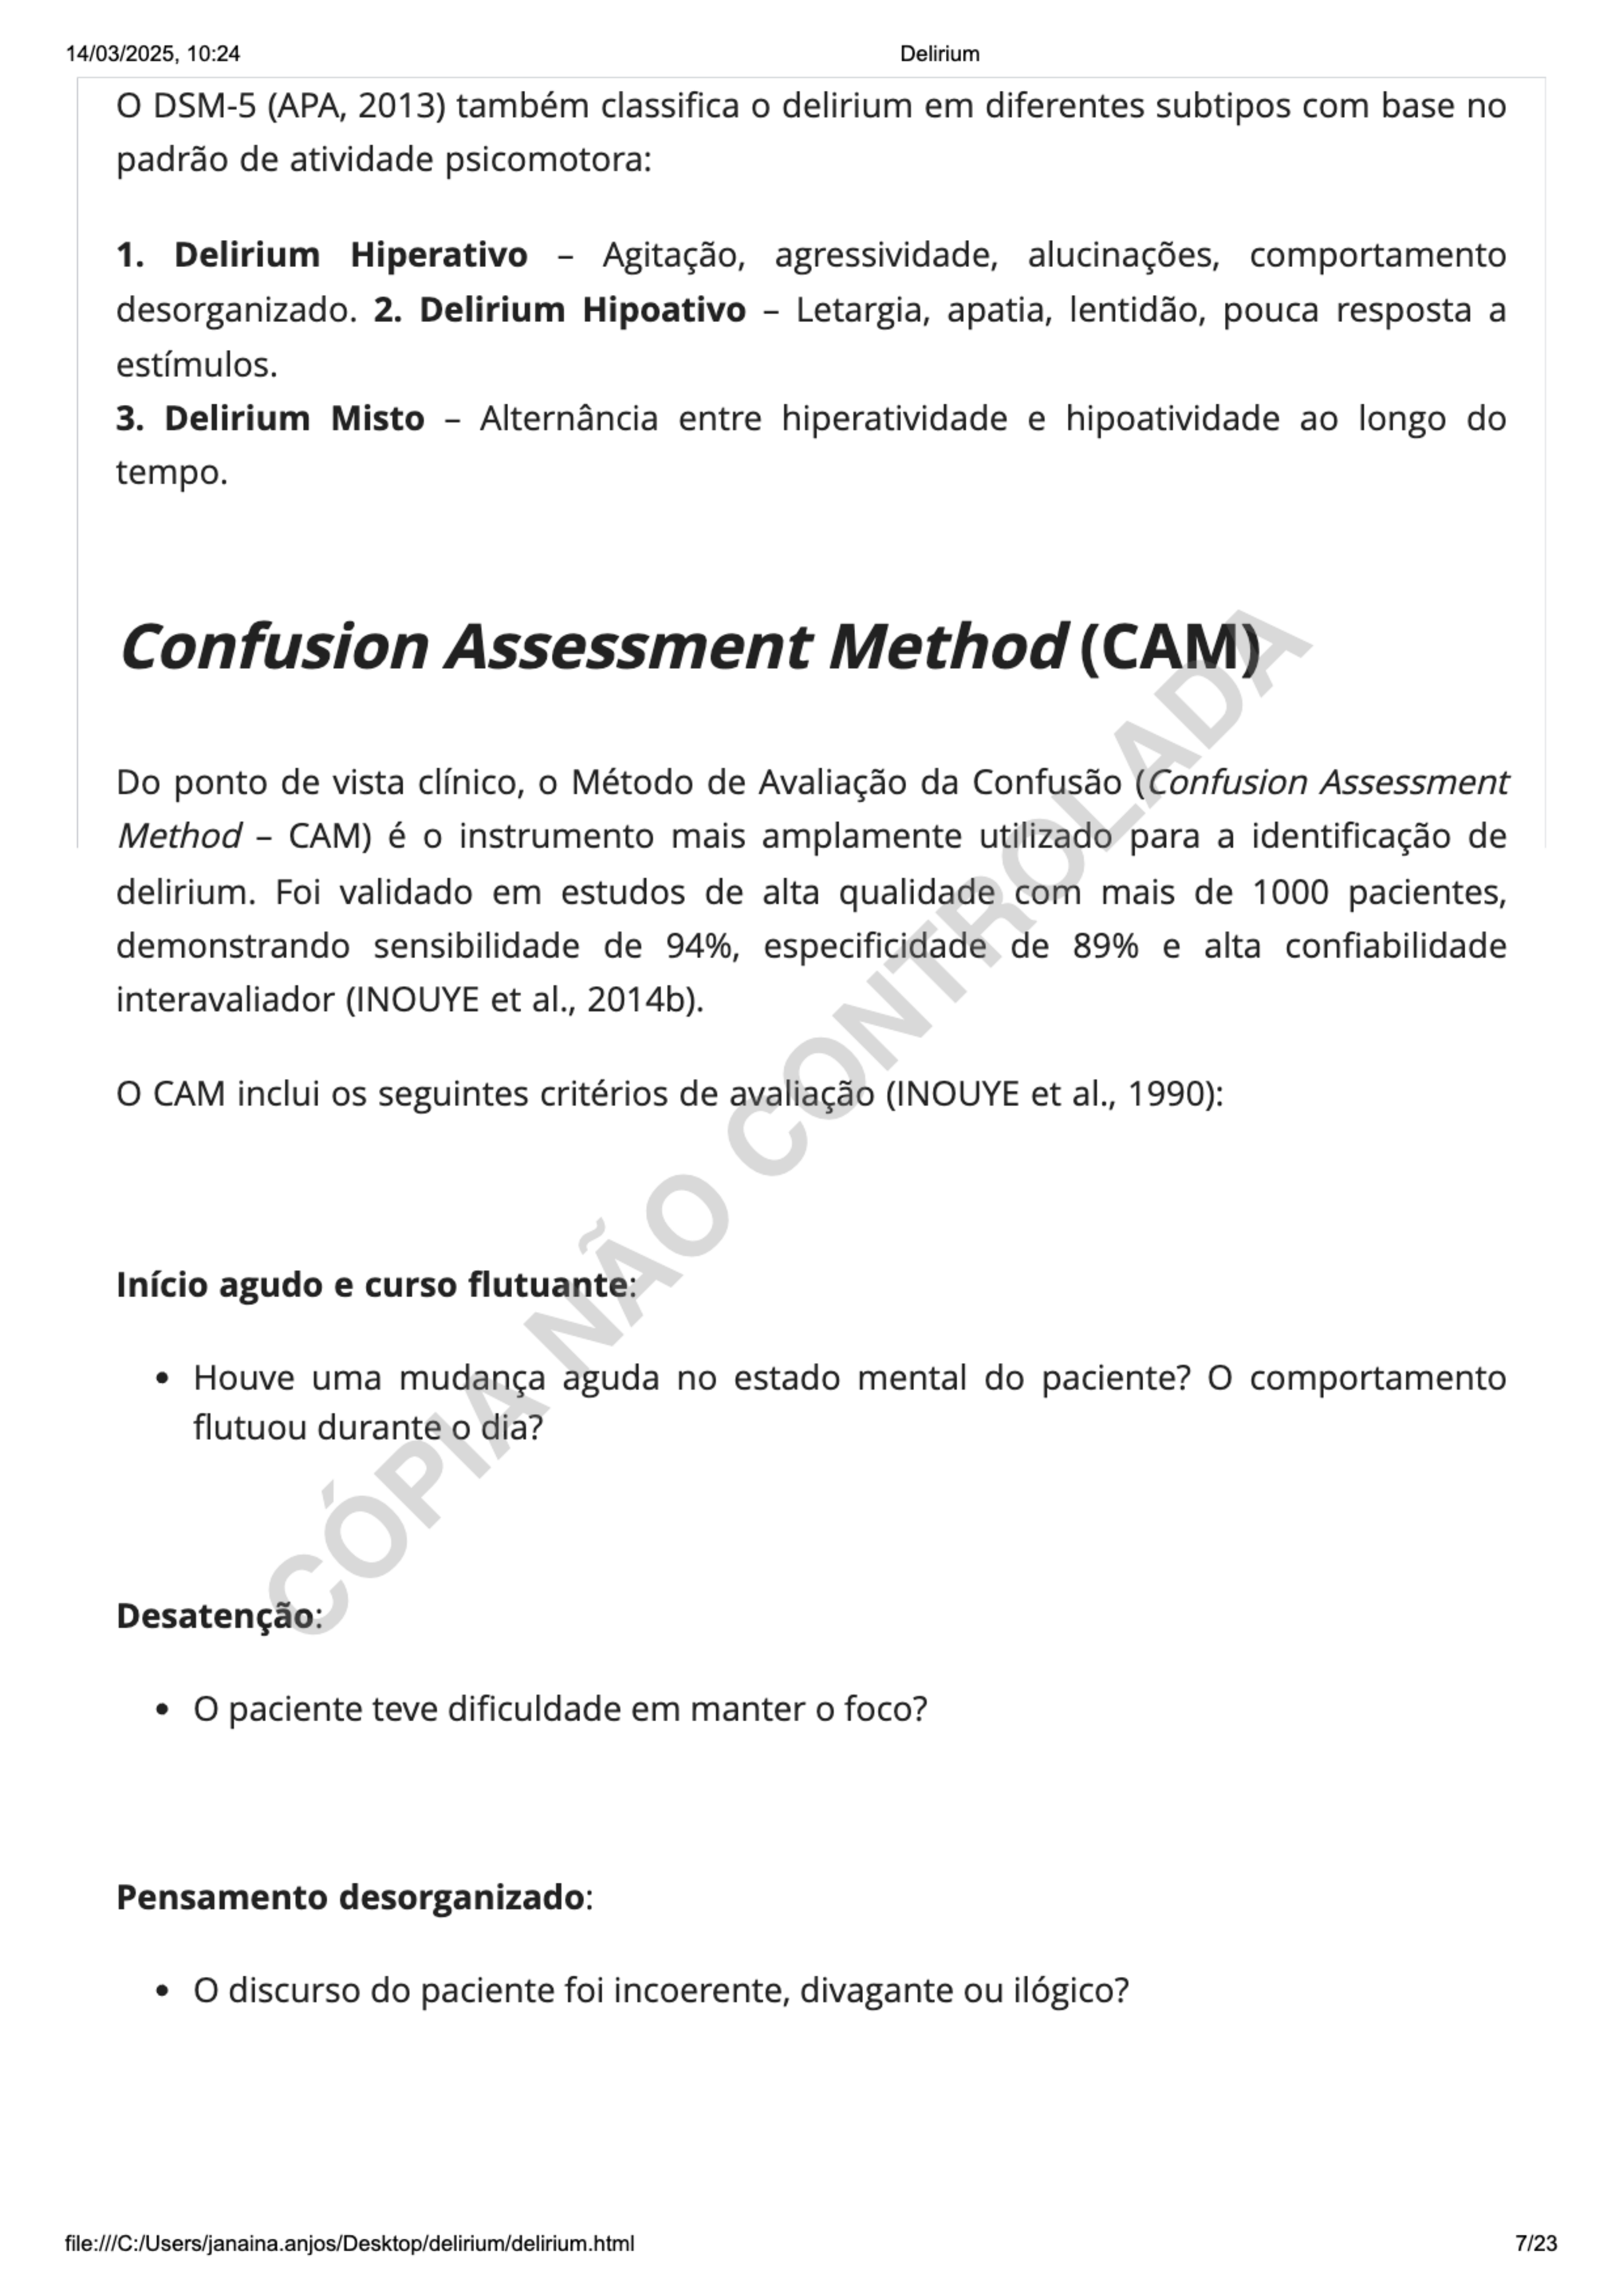 14/03/2025, 10:24
Delirium
O DSM-5 (APA, 2013) também classifica o delirium em diferentes subtipos com base no
padrão de atividade psicomotora:
1. Delirium Hiperativo – Agitação, agressividade, alucinações, comportamento
desorganizado. 2. Delirium Hipoativo – Letargia, apatia, lentidão, pouca resposta a
estímulos.
3. Delirium Misto – Alternância entre hiperatividade e hipoatividade ao longo do
tempo.
Confusion Assessment Method (CAM)
Do ponto de vista clínico, o Método de Avaliação da Confusão (Confusion Assessment
Method – CAM) é o instrumento mais amplamente utilizado para a identificação de
delirium. Foi validado em estudos de alta qualidade com mais de 1000 pacientes,
demonstrando sensibilidade de 94%, especificidade de 89% e alta confiabilidade
interavaliador (INOUYE et al., 2014b).
O CAM inclui os seguintes critérios de avaliação (INOUYE et al., 1990):
Início agudo e curso flutuante:
• Houve uma mudança aguda no estado mental do paciente? O comportamento
flutuou durante o dia?
Desatenção:
• O paciente teve dificuldade em manter o foco?
Pensamento desorganizado:
• O discurso do paciente foi incoerente, divagante ou ilógico?
CÓPIA NÃO CONTROLADA
file:///C:/Users/janaina.anjos/Desktop/delirium/delirium.html
7/23